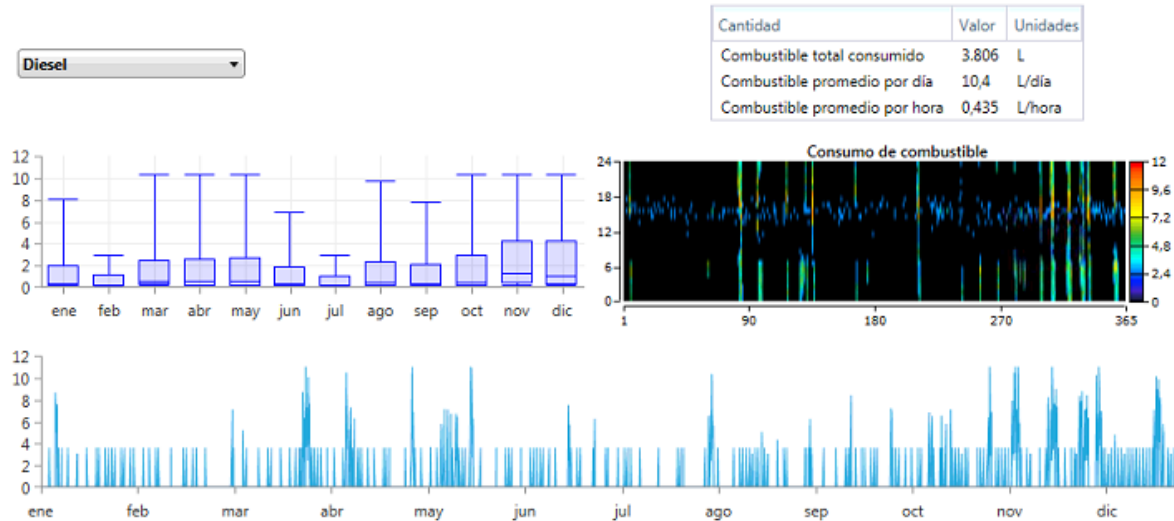 Cantidad Valor Unidades
Diesel
Combustible total consumido 3.806 L
Combustible promedio por día 10,4 L/día
Combustible promedio por hora 0,435 L/hora
12
10
8
6
4
2
0
ene feb mar abr may jun jul ago sep oct nov dic
Consumo de combustible
24
18
12
6
0
1 90 180 270 365
12
9,6
7,2
4,8
2,4
0
12
10
8
6
4
2
0
ene feb mar abr may jun jul ago sep oct nov dic